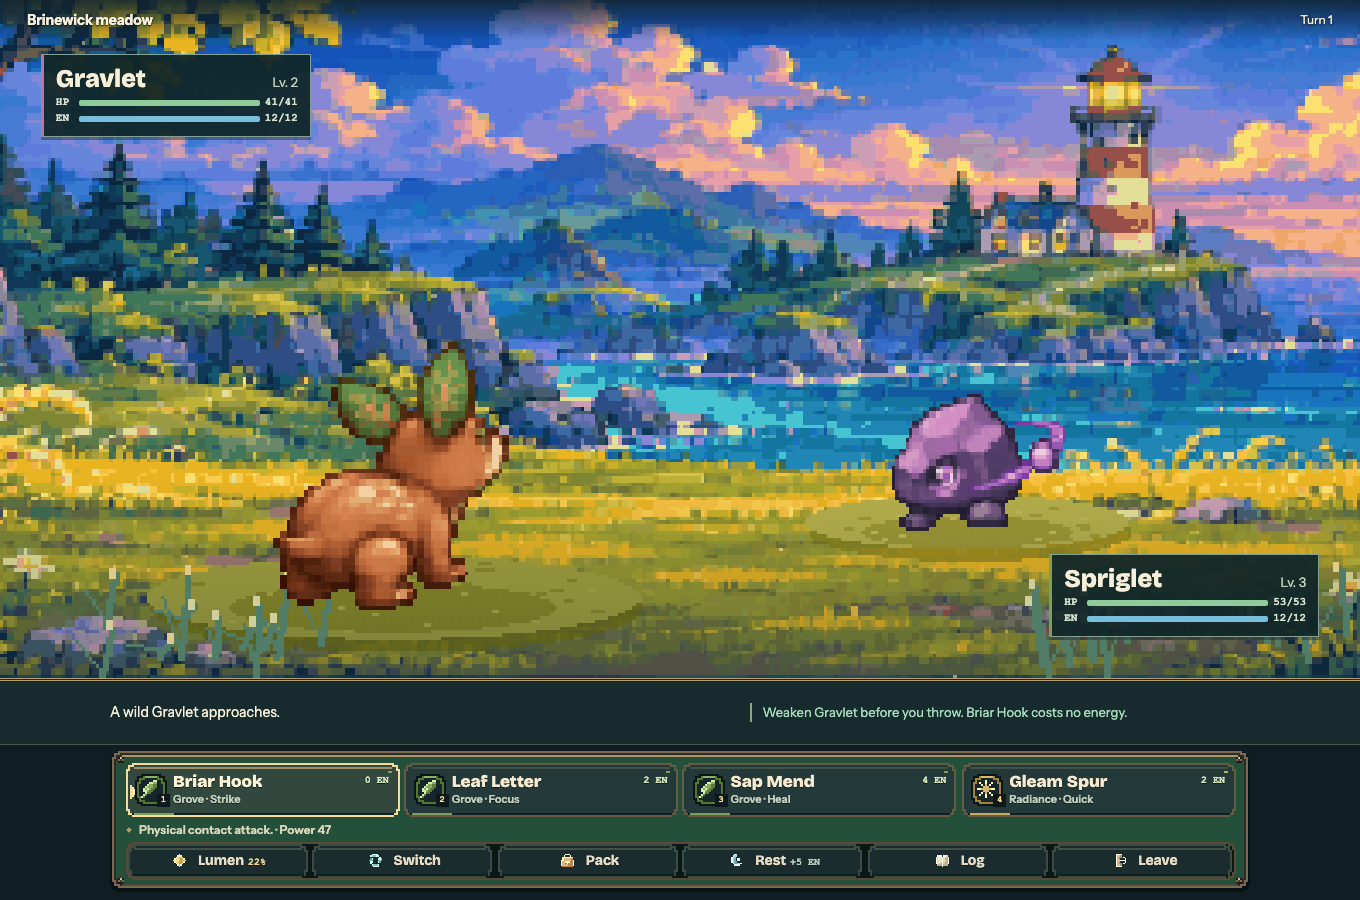 Brinewick meadow
Turn 1
Gravlet Lv. 2
HP 41/41
EN 12/12
Spriglet Lv. 3
HP 53/53
EN 12/12
A wild Gravlet approaches.
Weaken Gravlet before you throw. Briar Hook costs no energy.
1 Briar Hook 0 EN
Grove · Strike
2 Leaf Letter 2 EN
Grove · Focus
3 Sap Mend 4 EN
Grove · Heal
4 Gleam Spur 2 EN
Radiance · Quick
Physical contact attack. · Power 47
Lumen 22%
Switch
Pack
Rest +5 EN
Log
Leave